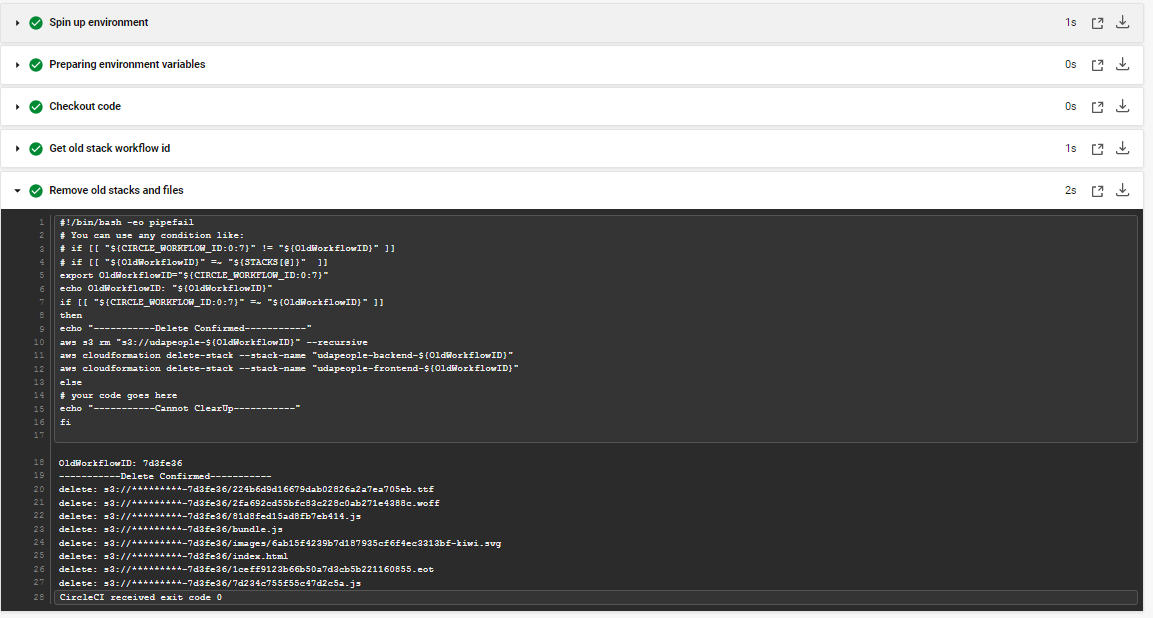 Spin up environment 1s
Preparing environment variables 0s
Checkout code 0s
Get old stack workflow id 1s
Remove old stacks and files 2s
1 #!/bin/bash -eo pipefail
2 # You can use any condition like:
3 # if [[ "${CIRCLE_WORKFLOW_ID:0:7}" != "${OldWorkflowID}" ]]
4 # if [[ "${OldWorkflowID}" =~ "${STACKS[@]}"  ]]
5 export OldWorkflowID="${CIRCLE_WORKFLOW_ID:0:7}"
6 echo OldWorkflowID: "${OldWorkflowID}"
7 if [[ "${CIRCLE_WORKFLOW_ID:0:7}" =~ "${OldWorkflowID}" ]]
8 then
9 echo "-----------Delete Confirmed-----------"
10 aws s3 rm "s3://udapeople-${OldWorkflowID}" --recursive
11 aws cloudformation delete-stack --stack-name "udapeople-backend-${OldWorkflowID}"
12 aws cloudformation delete-stack --stack-name "udapeople-frontend-${OldWorkflowID}"
13 else
14 # your code goes here
15 echo "-----------Cannot ClearUp-----------"
16 fi
17
18 OldWorkflowID: 7d3fe36
19 -----------Delete Confirmed-----------
20 delete: s3://*********-7d3fe36/224b6d9d16679dab02826a2a7ea705eb.ttf
21 delete: s3://*********-7d3fe36/2fa692cd55bfc83c228c0ab271e4388c.woff
22 delete: s3://*********-7d3fe36/81d8fed15ad8fb7eb414.js
23 delete: s3://*********-7d3fe36/bundle.js
24 delete: s3://*********-7d3fe36/images/6ab15f4239b7d187935cf6f4ec3313bf-kiwi.svg
25 delete: s3://*********-7d3fe36/index.html
26 delete: s3://*********-7d3fe36/1ceff9123b66b50a7d3cb5b221160855.eot
27 delete: s3://*********-7d3fe36/7d234c755f55c47d2c5a.js
28 CircleCI received exit code 0